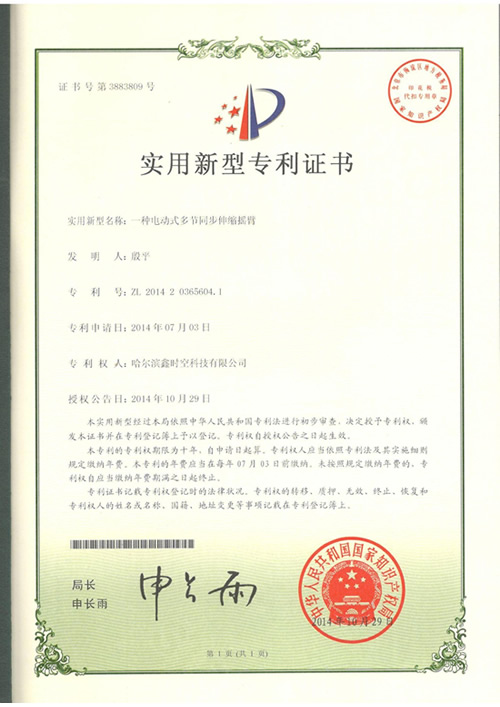 证书号第3883809号
实用新型专利证书
实用新型名称：一种电动式多节同步伸缩摇臂
发 明 人：殷平
专 利 号：ZL 2014 2 0365604.1
专利申请日：2014年07月03日
专 利 权 人：哈尔滨鑫时空科技有限公司
授权公告日：2014年10月29日
本实用新型经过本局依照中华人民共和国专利法进行初步审查，决定授予专利权，颁
发本证书并在专利登记簿上予以登记。专利权自授权公告之日起生效。
本专利的专利权期限为十年，自申请日起算。专利权人应当依照专利法及其实施细则
规定缴纳年费。本专利的年费应当在每年07月03日前缴纳。未按照规定缴纳年费的，专
利权自应当缴纳年费期满之日起终止。
专利证书记载专利权登记时的法律状况。专利权的转移、质押、无效、终止、恢复和
专利权人的姓名或名称、国籍、地址变更等事项记载在专利登记簿上。
局长
申长雨
申长雨
中华人民共和国国家知识产权局
2014年10月29日
第1页(共1页)